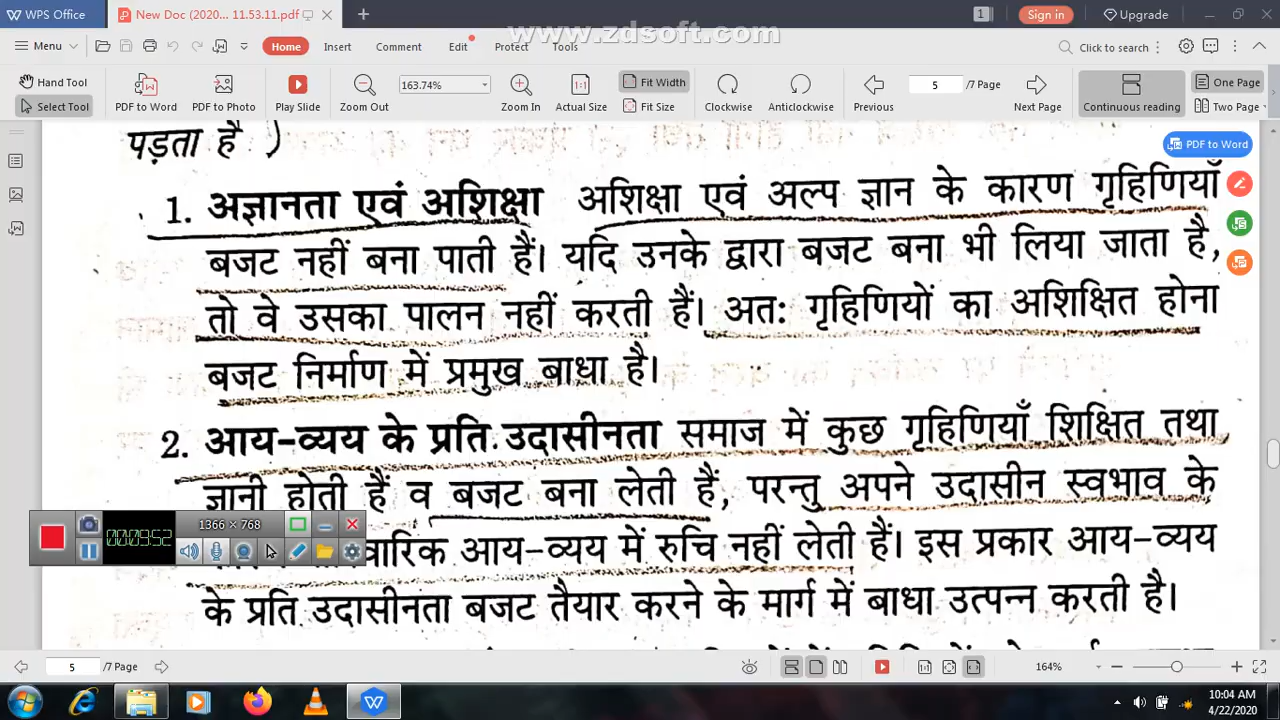 WPS Office
New Doc (2020... 11.53.11.pdf
www.zdsoft.com
1
Sign in
Upgrade
Menu
Home
Insert
Comment
Edit
Protect
Tools
Click to search
Hand Tool
Select Tool
PDF to Word
PDF to Photo
Play Slide
Zoom Out
163.74%
Zoom In
Actual Size
Fit Width
Fit Size
Clockwise
Anticlockwise
Previous
5 /7 Page
Next Page
Continuous reading
One Page
Two Page
PDF to Word
पड़ता है )
1. अज्ञानता एवं अशिक्षा अशिक्षा एवं अल्प ज्ञान के कारण गृहिणियाँ
बजट नहीं बना पाती हैं। यदि उनके द्वारा बजट बना भी लिया जाता है,
तो वे उसका पालन नहीं करती हैं। अतः गृहिणियों का अशिक्षित होना
बजट निर्माण में प्रमुख बाधा है।
2. आय-व्यय के प्रति उदासीनता समाज में कुछ गृहिणियाँ शिक्षित तथा
ज्ञानी होती हैं व बजट बना लेती हैं, परन्तु अपने उदासीन स्वभाव के
आय-व्यय में रुचि नहीं लेती हैं। इस प्रकार आय-व्यय
के प्रति उदासीनता बजट तैयार करने के मार्ग में बाधा उत्पन्न करती है।
00:09:52
1366 × 768
5 /7 Page
164%
10:04 AM
4/22/2020